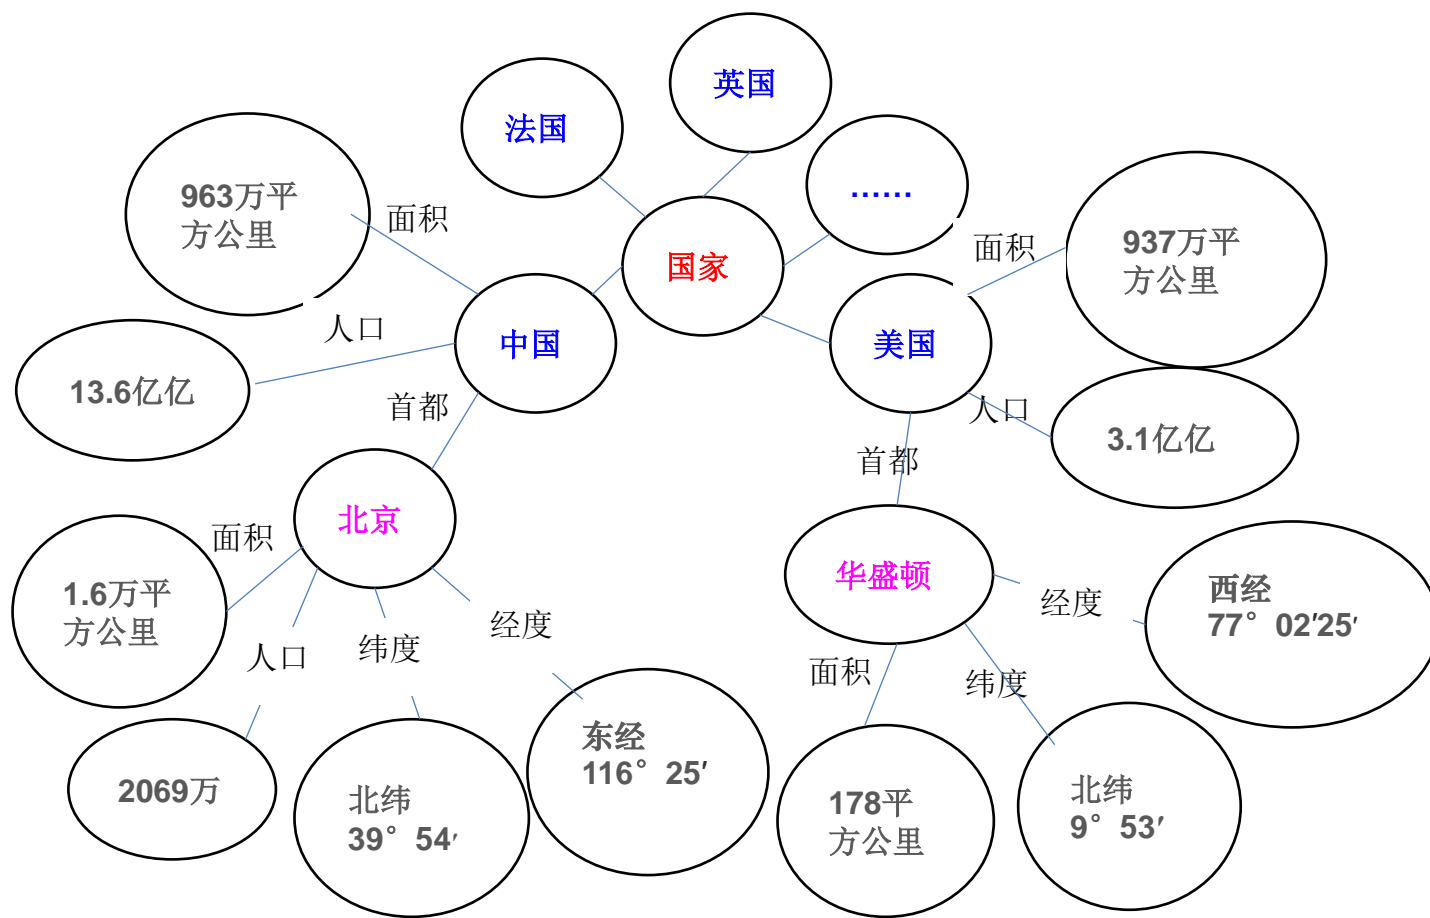 英国
法国
……
963万平
方公里
面积
国家
面积
937万平
方公里
人口
中国
美国
13.6亿亿
首都
人口
3.1亿亿
首都
北京
面积
华盛顿
经度
西经
77° 02′25′
1.6万平
方公里
人口
纬度
经度
面积
纬度
东经
116° 25′
2069万
北纬
39° 54′
178平
方公里
北纬
9° 53′